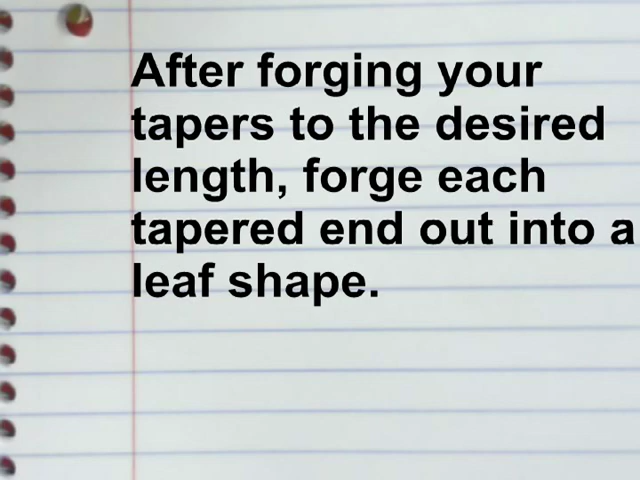 After forging your
tapers to the desired
length, forge each
tapered end out into a
leaf shape.